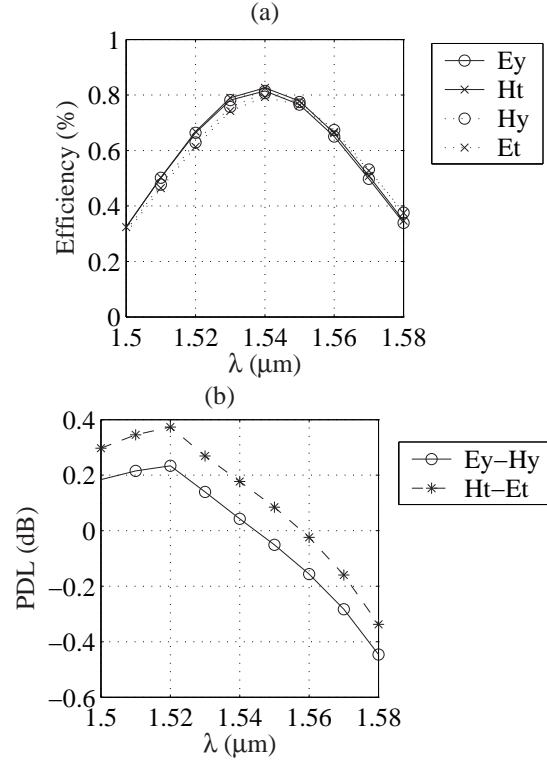 (a)
Efficiency (%)
1
0.8
0.6
0.4
0.2
0
1.5 1.52 1.54 1.56 1.58
λ (μm)
Ey
Ht
Hy
Et
(b)
PDL (dB)
0.4
0.2
0
−0.2
−0.4
−0.6
1.5 1.52 1.54 1.56 1.58
λ (μm)
Ey−Hy
Ht−Et